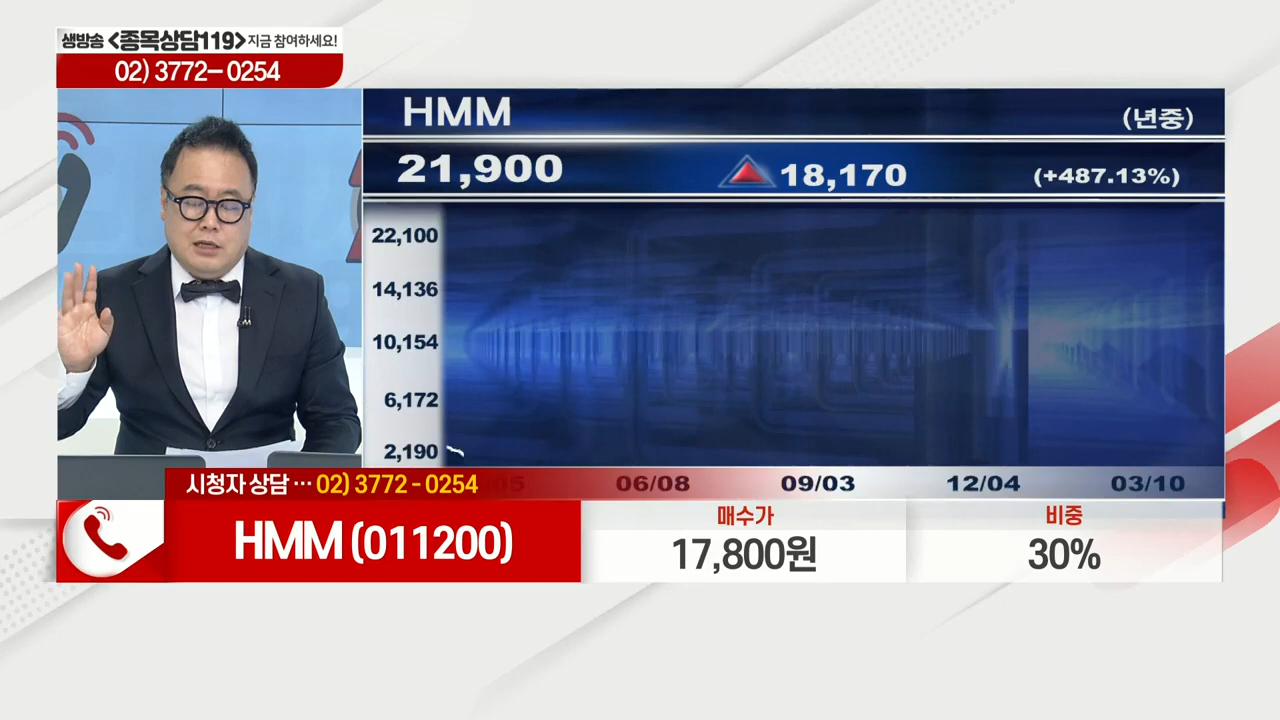 생방송 <종목상담119> 지금 참여하세요!
02) 3772-0254
HMM (년중)
21,900 ▲ 18,170 (+487.13%)
22,100
14,136
10,154
6,172
2,190
06/08 09/03 12/04 03/10
시청자 상담 ··· 02) 3772 - 0254
HMM (011200)
매수가
17,800원
비중
30%